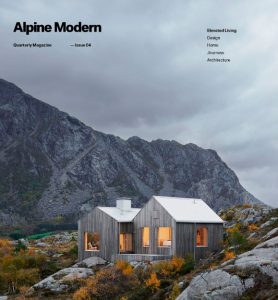 Alpine Modern
Quarterly Magazine — Issue 04
Elevated Living
Design
Home
Journeys
Architecture